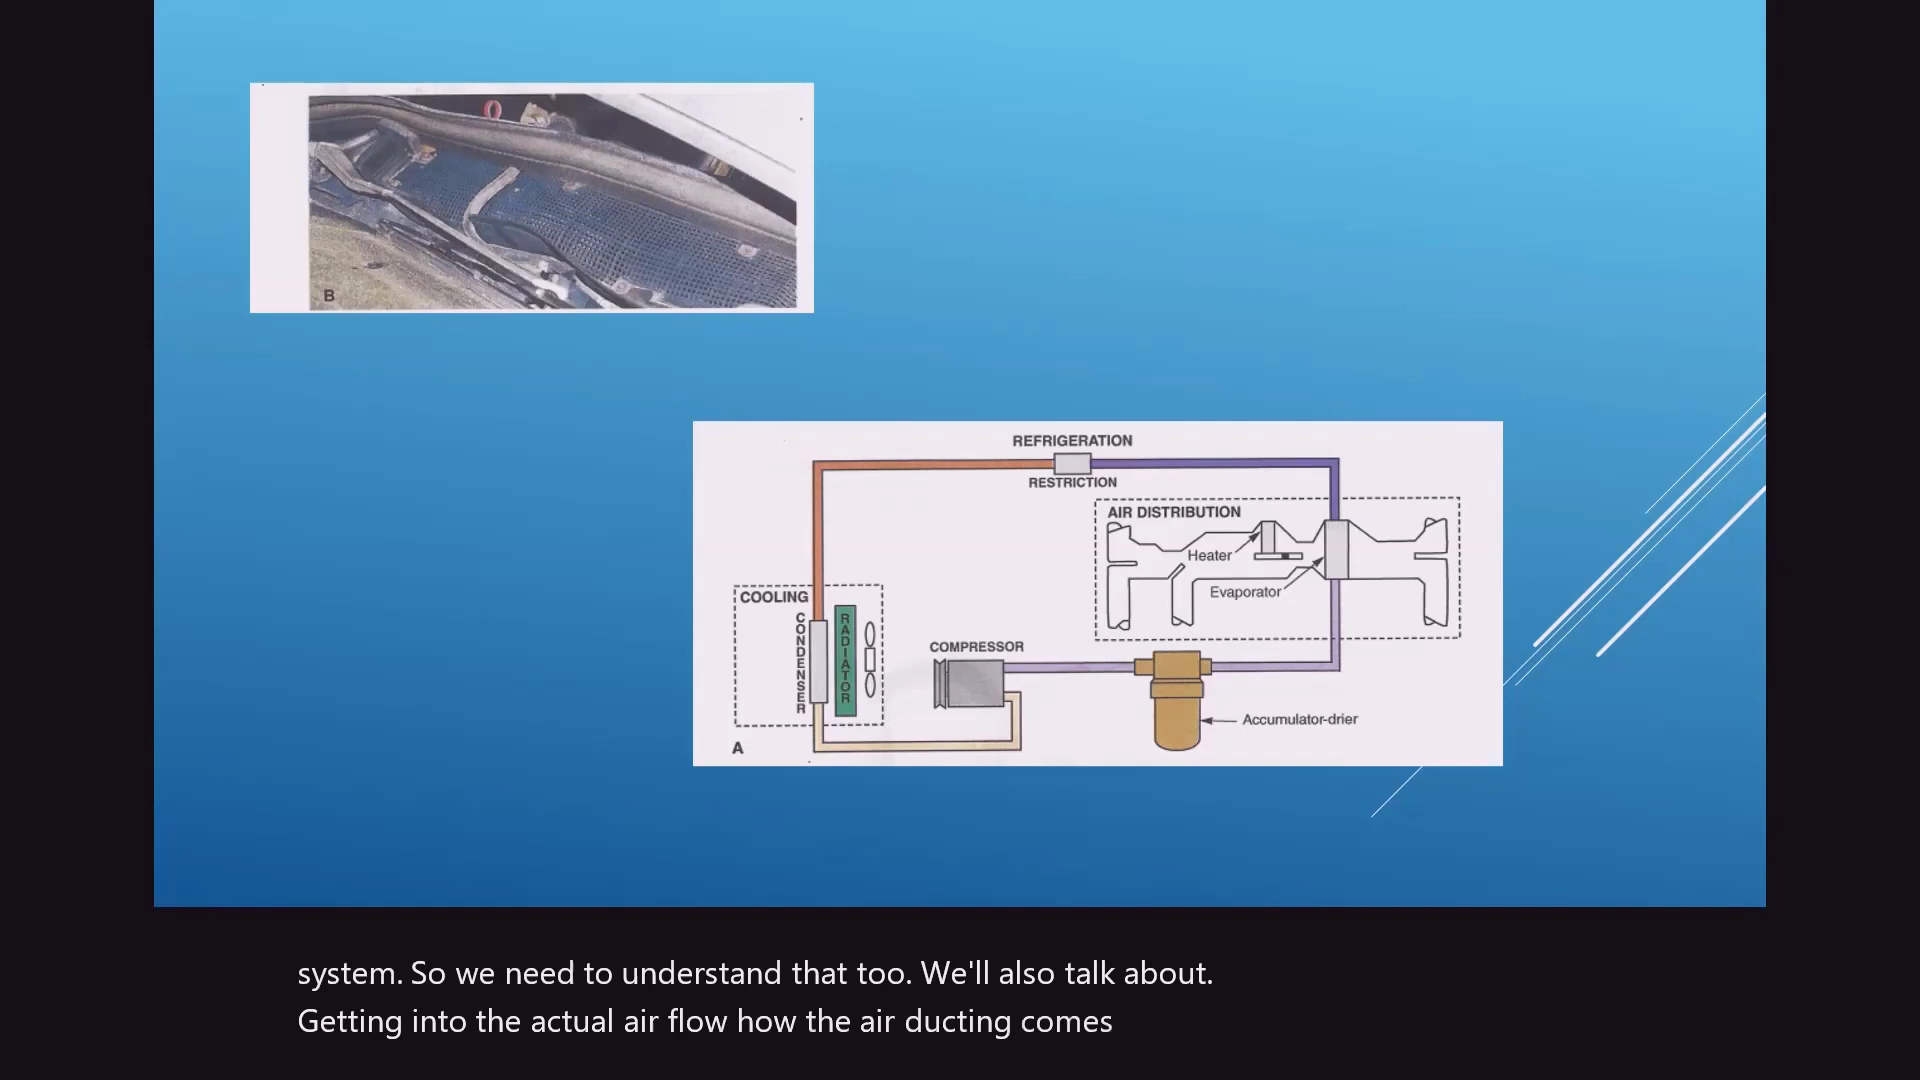 B
REFRIGERATION
RESTRICTION
AIR DISTRIBUTION
Heater
Evaporator
COOLING
CONDENSER
RADIATOR
COMPRESSOR
Accumulator-drier
A
system. So we need to understand that too. We'll also talk about.
Getting into the actual air flow how the air ducting comes